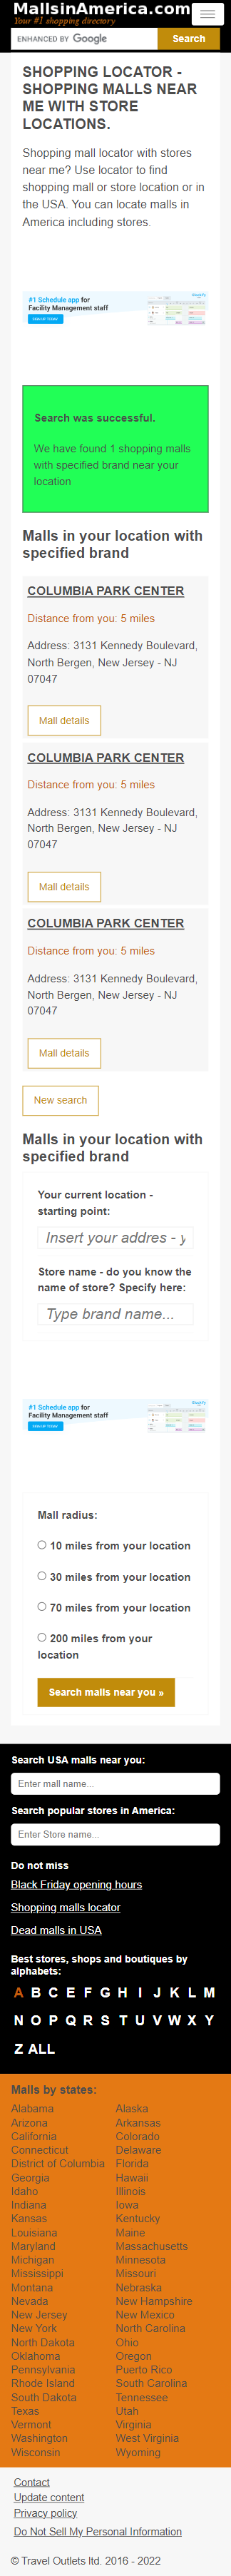 MallsinAmerica.com
Your #1 shopping directory
ENHANCED BY Google
Search
SHOPPING LOCATOR -
SHOPPING MALLS NEAR
ME WITH STORE
LOCATIONS.
Shopping mall locator with stores
near me? Use locator to find
shopping mall or store location or in
the USA. You can locate malls in
America including stores.
#1 Schedule app for
Facility Management staff
SIGN UP TODAY
Search was successful.
We have found 1 shopping malls
with specified brand near your
location
Malls in your location with
specified brand
COLUMBIA PARK CENTER
Distance from you: 5 miles
Address: 3131 Kennedy Boulevard,
North Bergen, New Jersey - NJ
07047
Mall details
COLUMBIA PARK CENTER
Distance from you: 5 miles
Address: 3131 Kennedy Boulevard,
North Bergen, New Jersey - NJ
07047
Mall details
COLUMBIA PARK CENTER
Distance from you: 5 miles
Address: 3131 Kennedy Boulevard,
North Bergen, New Jersey - NJ
07047
Mall details
New search
Malls in your location with
specified brand
Your current location -
starting point:
Insert your addres - y
Store name - do you know the
name of store? Specify here:
Type brand name...
#1 Schedule app for
Facility Management staff
SIGN UP TODAY
Mall radius:
10 miles from your location
30 miles from your location
70 miles from your location
200 miles from your
location
Search malls near you »
Search USA malls near you:
Enter mall name...
Search popular stores in America:
Enter Store name...
Do not miss
Black Friday opening hours
Shopping malls locator
Dead malls in USA
Best stores, shops and boutiques by
alphabets:
A B C E F G H I J K L M
N O P Q R S T U V W X Y
Z ALL
Malls by states:
Alabama Alaska
Arizona Arkansas
California Colorado
Connecticut Delaware
District of Columbia Florida
Georgia Hawaii
Idaho Illinois
Indiana Iowa
Kansas Kentucky
Louisiana Maine
Maryland Massachusetts
Michigan Minnesota
Mississippi Missouri
Montana Nebraska
Nevada New Hampshire
New Jersey New Mexico
New York North Carolina
North Dakota Ohio
Oklahoma Oregon
Pennsylvania Puerto Rico
Rhode Island South Carolina
South Dakota Tennessee
Texas Utah
Vermont Virginia
Washington West Virginia
Wisconsin Wyoming
Contact
Update content
Privacy policy
Do Not Sell My Personal Information
© Travel Outlets ltd. 2016 - 2022